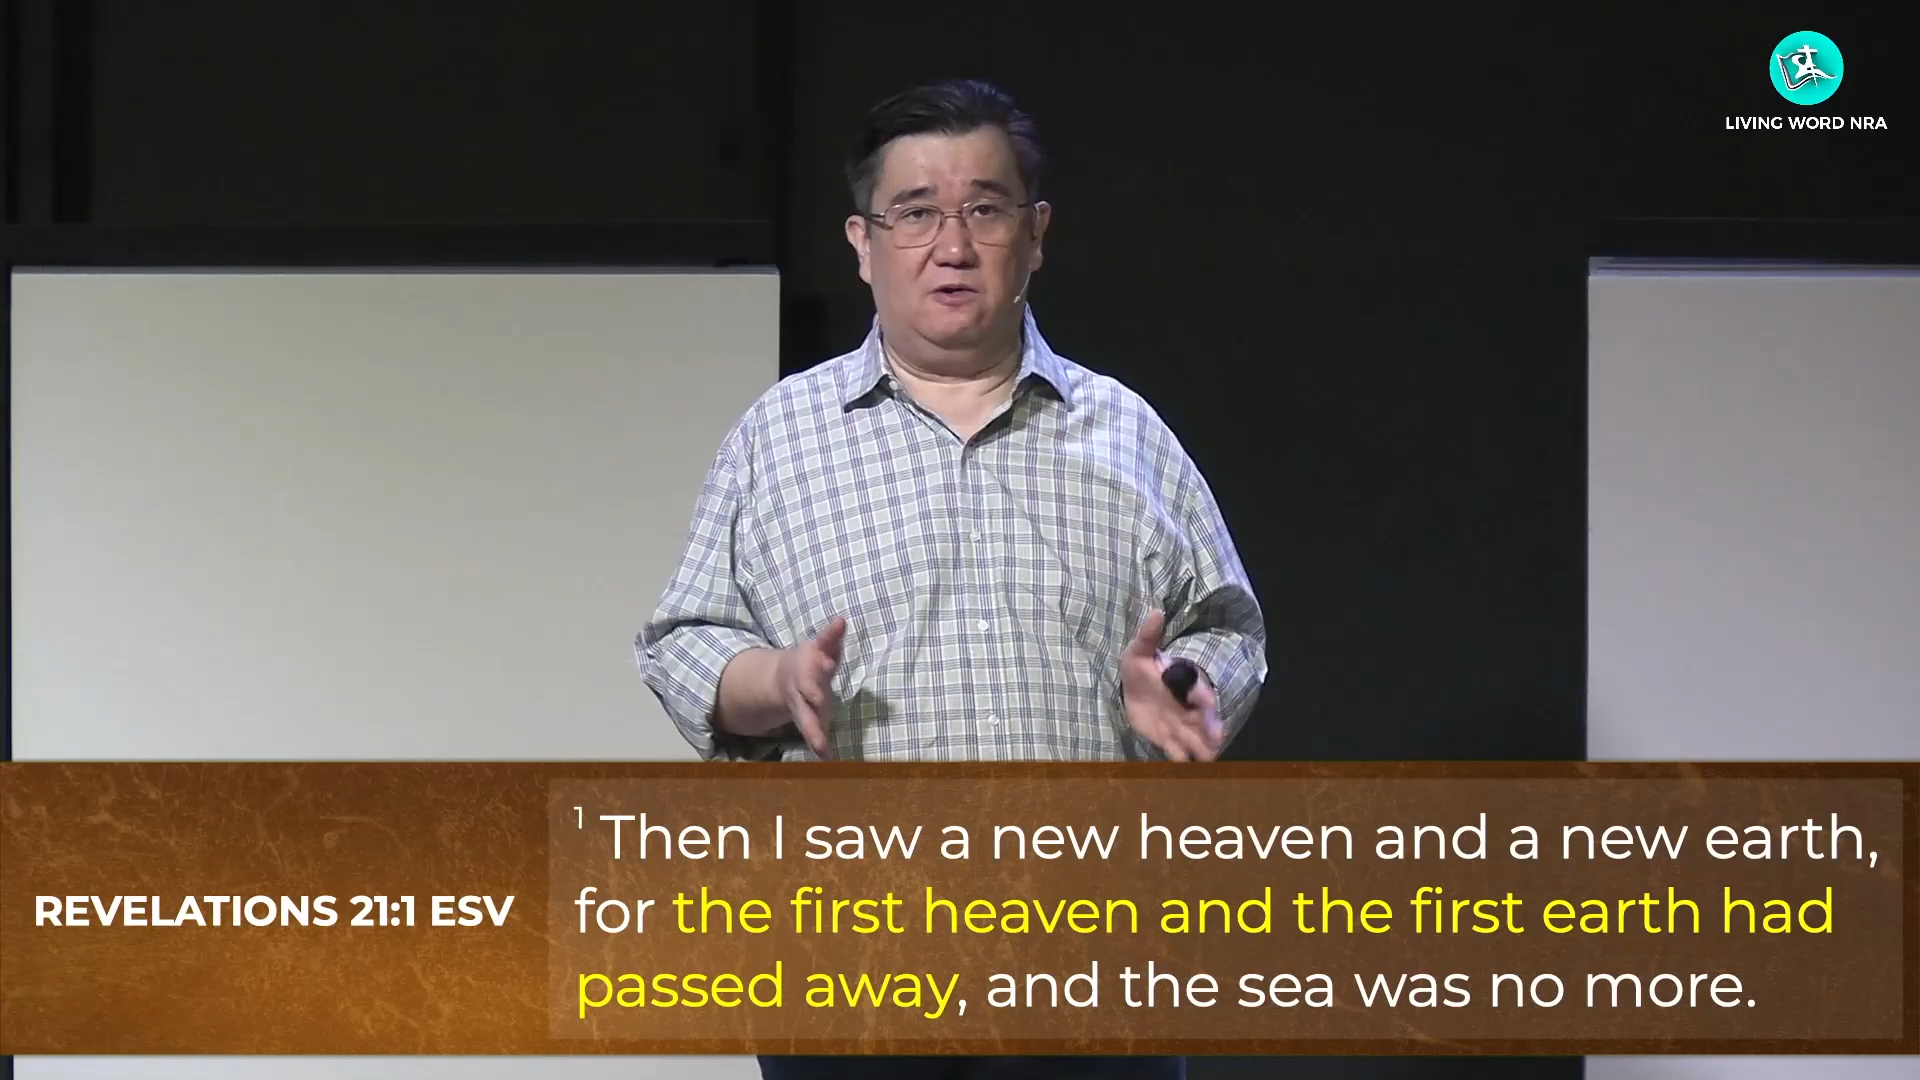 LIVING WORD NRA
REVELATIONS 21:1 ESV
1 Then I saw a new heaven and a new earth,
for the first heaven and the first earth had
passed away, and the sea was no more.